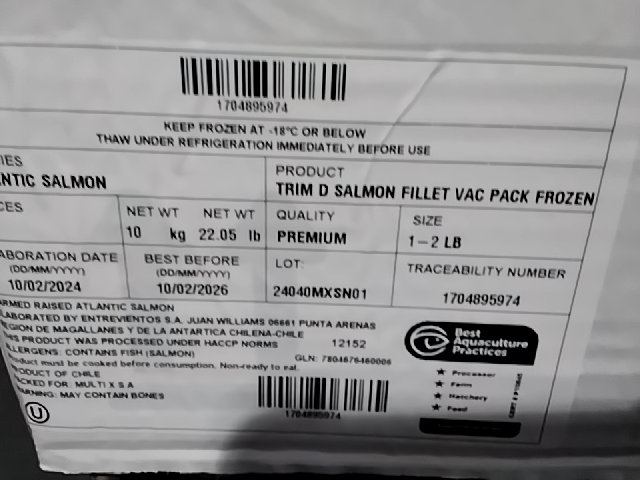 1704895974
KEEP FROZEN AT -18°C OR BELOW
THAW UNDER REFRIGERATION IMMEDIATELY BEFORE USE
IES
NTIC SALMON
PRODUCT
TRIM D SALMON FILLET VAC PACK FROZEN
CES
NET WT NET WT
10 kg 22.05 lb
QUALITY
PREMIUM
SIZE
1-2 LB
ABORATION DATE
(DD/MM/YYYY)
10/02/2024
BEST BEFORE
(DD/MM/YYYY)
10/02/2026
LOT:
24040MXSN01
TRACEABILITY NUMBER
1704895974
ARMED RAISED ATLANTIC SALMON
LABORATED BY ENTREVIENTOS S.A. JUAN WILLIAMS 06661 PUNTA ARENAS
REGION DE MAGALLANES Y DE LA ANTARTICA CHILENA-CHILE
THIS PRODUCT WAS PROCESSED UNDER HACCP NORMS 12152
ALLERGENS: CONTAINS FISH (SALMON)
GLN: 7804676460006
Product must be cooked before consumption. Non-ready to eat.
PRODUCT OF CHILE
PACKED FOR: MULTI X S A
WARNING: MAY CONTAIN BONES
U
1704895974
Best
Aquaculture
Practices
★ Processor
★ Farm
★ Hatchery
★ Feed